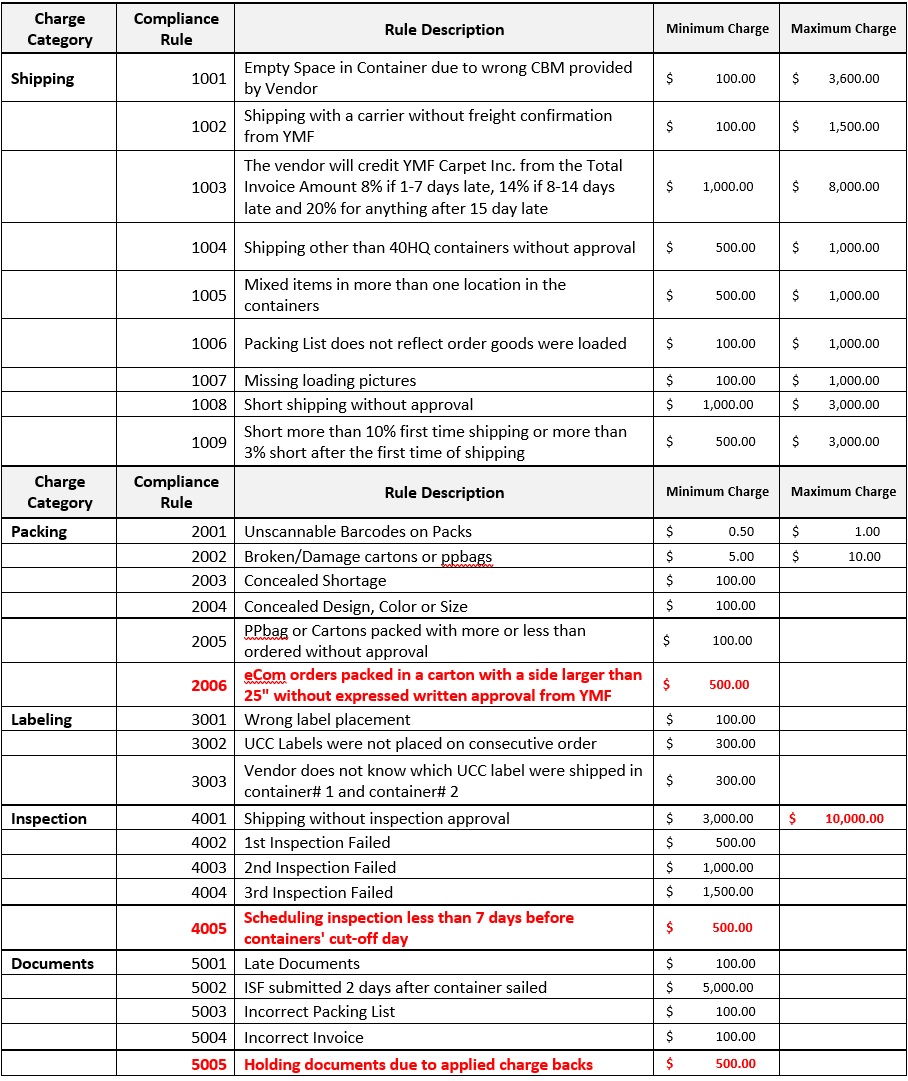 Charge Category Compliance Rule Rule Description Minimum Charge Maximum Charge
Shipping 1001 Empty Space in Container due to wrong CBM provided
by Vendor $ 100.00 $ 3,600.00
1002 Shipping with a carrier without freight confirmation
from YMF $ 100.00 $ 1,500.00
1003 The vendor will credit YMF Carpet Inc. from the Total
Invoice Amount 8% if 1-7 days late, 14% if 8-14 days
late and 20% for anything after 15 day late $ 1,000.00 $ 8,000.00
1004 Shipping other than 40HQ containers without approval $ 500.00 $ 1,000.00
1005 Mixed items in more than one location in the
containers $ 500.00 $ 1,000.00
1006 Packing List does not reflect order goods were loaded $ 100.00 $ 1,000.00
1007 Missing loading pictures $ 100.00 $ 1,000.00
1008 Short shipping without approval $ 1,000.00 $ 3,000.00
1009 Short more than 10% first time shipping or more than
3% short after the first time of shipping $ 500.00 $ 3,000.00
Charge Category Compliance Rule Rule Description Minimum Charge Maximum Charge
Packing 2001 Unscannable Barcodes on Packs $ 0.50 $ 1.00
2002 Broken/Damage cartons or ppbags $ 5.00 $ 10.00
2003 Concealed Shortage $ 100.00
2004 Concealed Design, Color or Size $ 100.00
2005 PPbag or Cartons packed with more or less than
ordered without approval $ 100.00
2006 eCom orders packed in a carton with a side larger than
25" without expressed written approval from YMF $ 500.00
Labeling 3001 Wrong label placement $ 100.00
3002 UCC Labels were not placed on consecutive order $ 300.00
3003 Vendor does not know which UCC label were shipped in
container# 1 and container# 2 $ 300.00
Inspection 4001 Shipping without inspection approval $ 3,000.00 $ 10,000.00
4002 1st Inspection Failed $ 500.00
4003 2nd Inspection Failed $ 1,000.00
4004 3rd Inspection Failed $ 1,500.00
4005 Scheduling inspection less than 7 days before
containers' cut-off day $ 500.00
Documents 5001 Late Documents $ 100.00
5002 ISF submitted 2 days after container sailed $ 5,000.00
5003 Incorrect Packing List $ 100.00
5004 Incorrect Invoice $ 100.00
5005 Holding documents due to applied charge backs $ 500.00